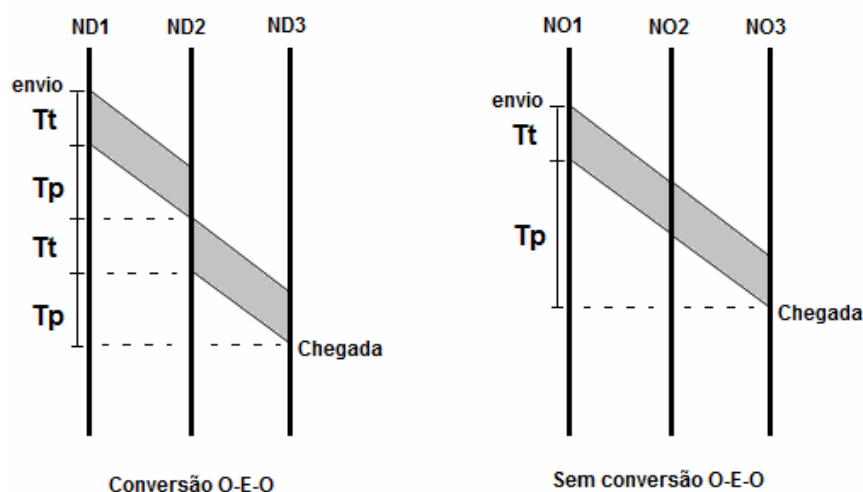 ND1 ND2 ND3
envio
Tt
Tp
Tt
Tp
Chegada
Conversão O-E-O
NO1 NO2 NO3
envio
Tt
Tp
Chegada
Sem conversão O-E-O